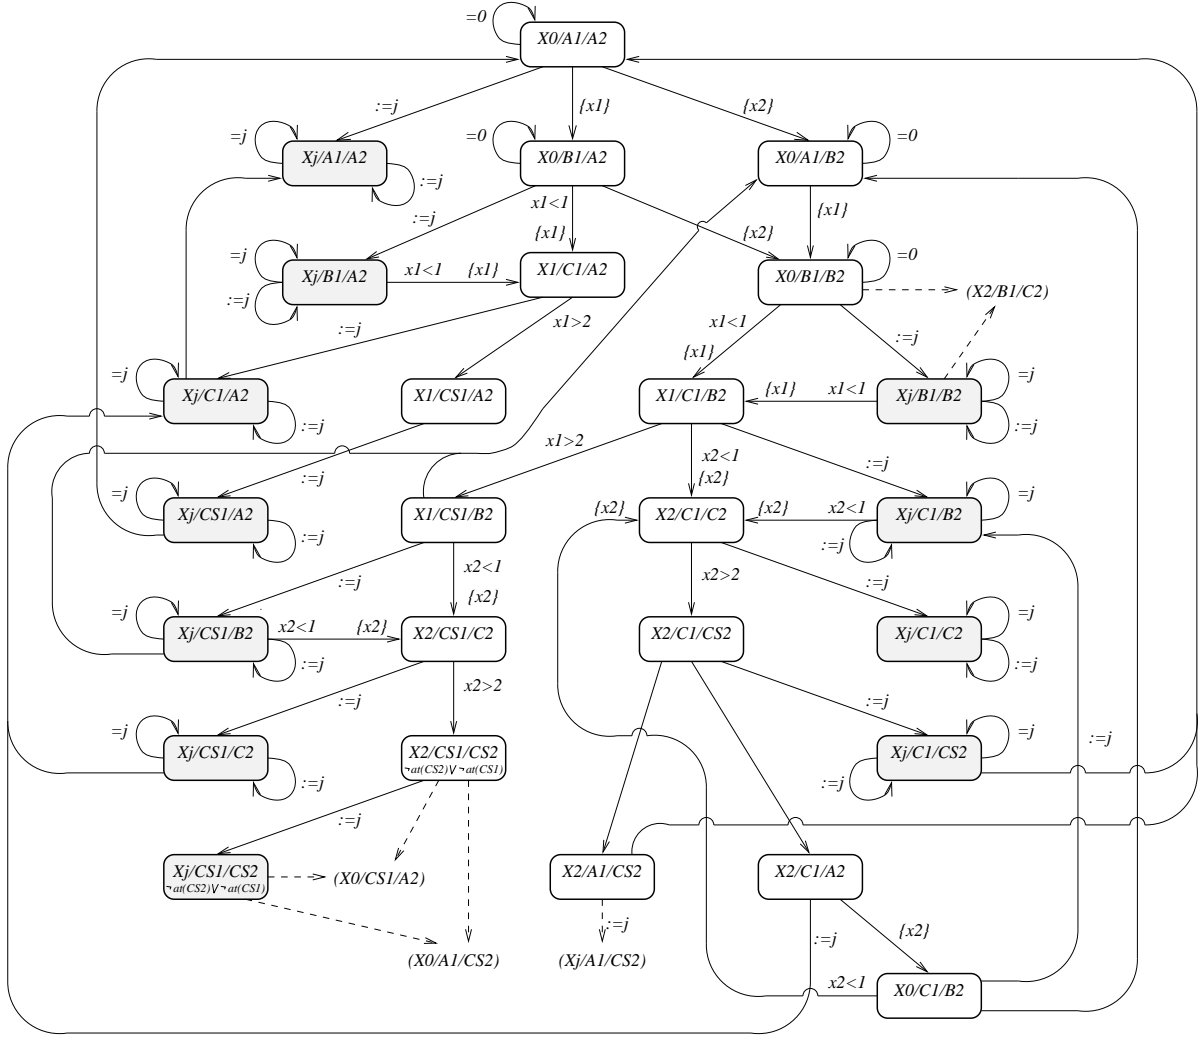 =0
X0/A1/A2
:=j
{x1}
{x2}
=j
Xj/A1/A2
:=j
=0
X0/B1/A2
X0/A1/B2
=0
:=j
x1<1
{x1}
{x2}
{x1}
=j
Xj/B1/A2
:=j
x1<1
{x1}
X1/C1/A2
X0/B1/B2
=0
(X2/B1/C2)
:=j
x1>2
x1<1
{x1}
:=j
=j
Xj/C1/A2
:=j
X1/CS1/A2
X1/C1/B2
{x1}
x1<1
Xj/B1/B2
=j
:=j
:=j
x1>2
x2<1
{x2}
:=j
=j
Xj/CS1/A2
:=j
X1/CS1/B2
{x2}
X2/C1/C2
{x2}
x2<1
Xj/C1/B2
=j
:=j
:=j
x2<1
{x2}
x2>2
:=j
=j
Xj/CS1/B2
:=j
x2<1
{x2}
X2/CS1/C2
X2/C1/CS2
Xj/C1/C2
=j
:=j
:=j
x2>2
:=j
=j
Xj/CS1/C2
:=j
X2/CS1/CS2
¬at(CS2)∨¬at(CS1)
Xj/C1/CS2
=j
:=j
:=j
:=j
Xj/CS1/CS2
¬at(CS2)∨¬at(CS1)
(X0/CS1/A2)
X2/A1/CS2
X2/C1/A2
:=j
:=j
{x2}
(X0/A1/CS2)
(Xj/A1/CS2)
x2<1
X0/C1/B2